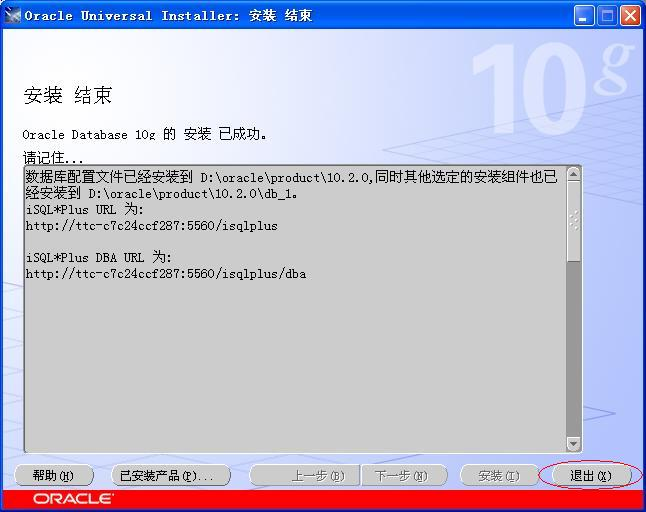 Oracle Universal Installer: 安装 结束
10g
安装 结束
Oracle Database 10g 的 安装 已成功。
请记住...
数据库配置文件已经安装到 D:\oracle\product\10.2.0,同时其他选定的安装组件也已
经安装到 D:\oracle\product\10.2.0\db_1。
iSQL*Plus URL 为:
http://ttc-c7c24ccf287:5560/isqlplus
iSQL*Plus DBA URL 为:
http://ttc-c7c24ccf287:5560/isqlplus/dba
帮助(H) 已安装产品(P)... 上一步(B) 下一步(N) 安装(I) 退出(X)
ORACLE